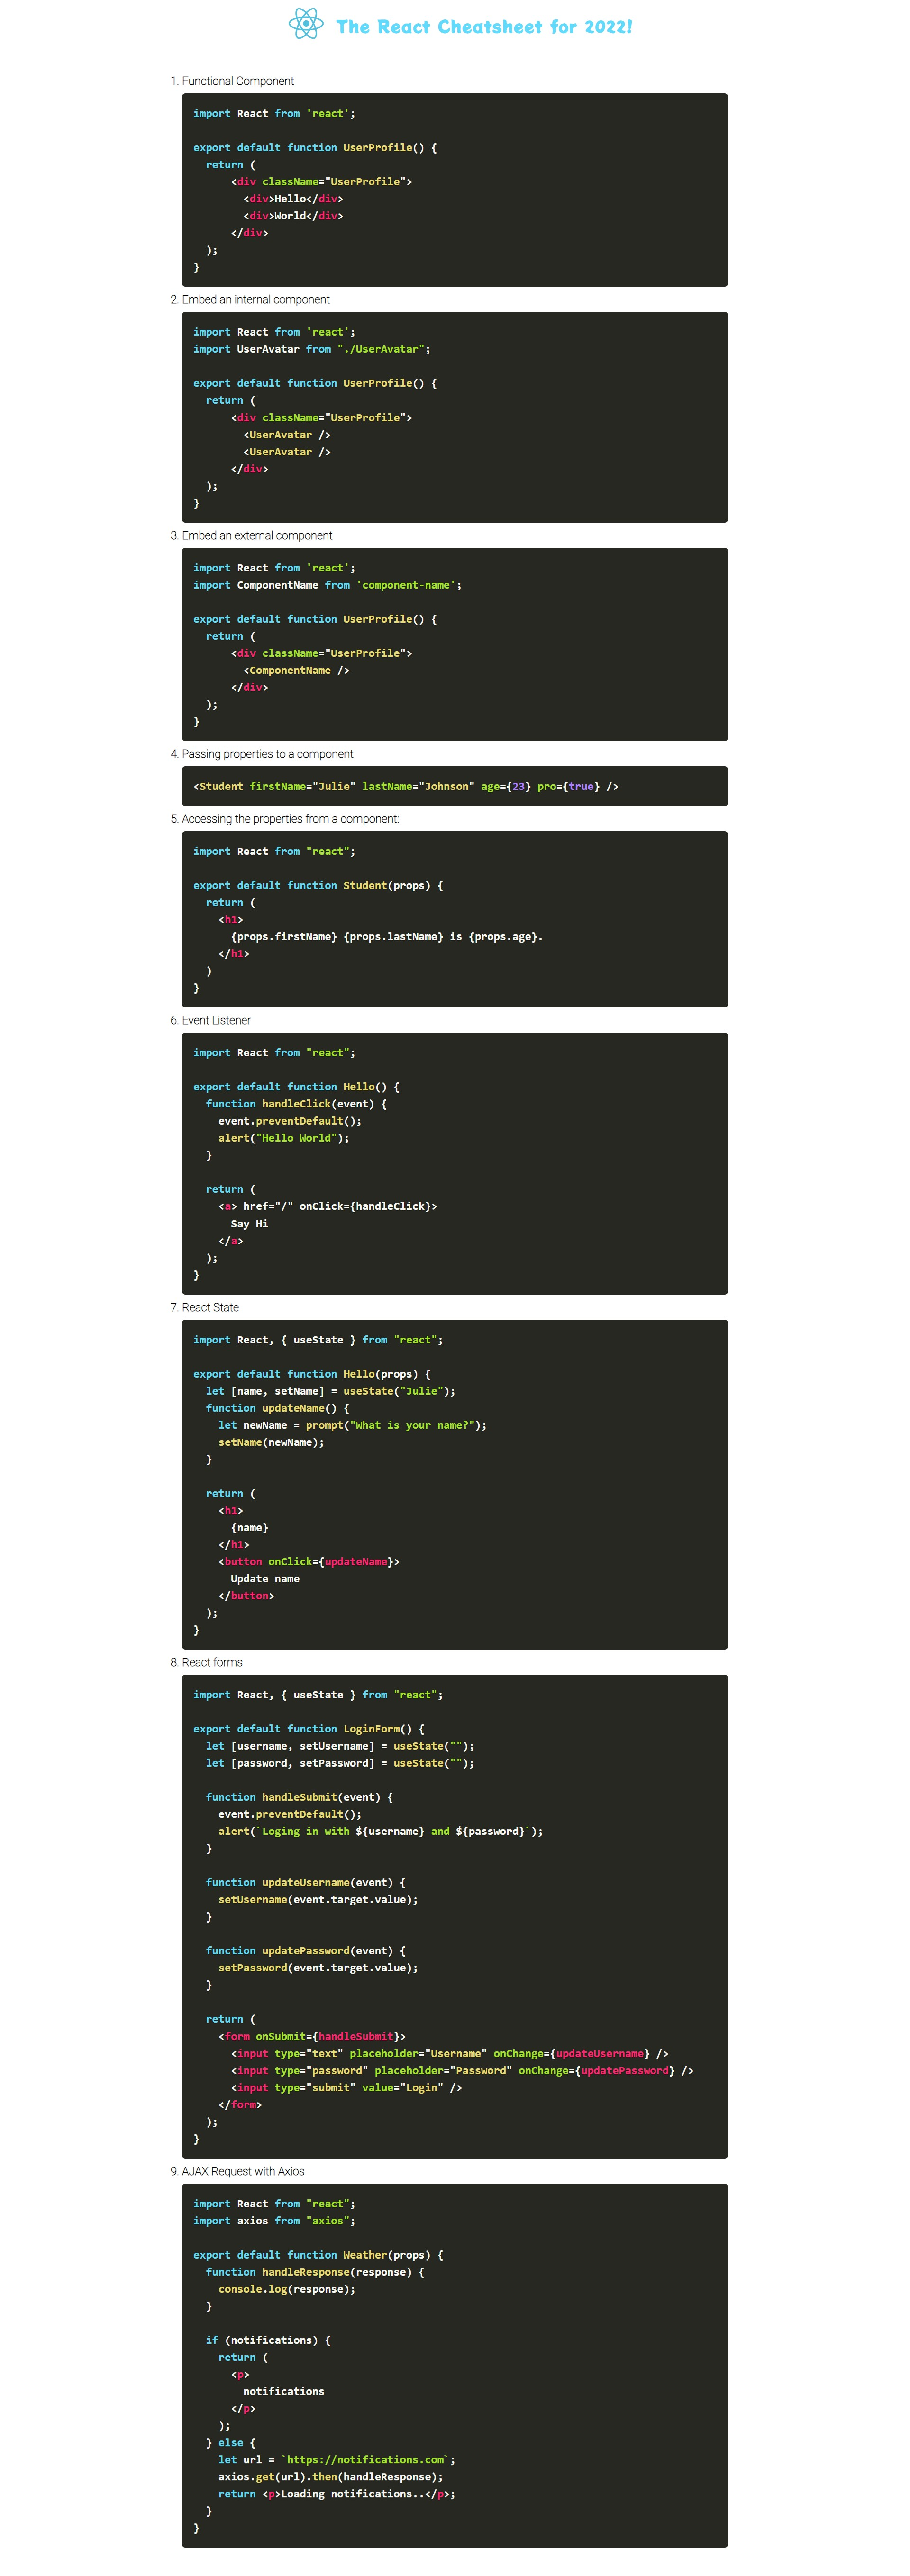 The React Cheatsheet for 2022!
1. Functional Component
import React from 'react';
export default function UserProfile() {
  return (
      <div className="UserProfile">
        <div>Hello</div>
        <div>World</div>
      </div>
  );
}
2. Embed an internal component
import React from 'react';
import UserAvatar from "./UserAvatar";
export default function UserProfile() {
  return (
      <div className="UserProfile">
        <UserAvatar />
        <UserAvatar />
      </div>
  );
}
3. Embed an external component
import React from 'react';
import ComponentName from 'component-name';
export default function UserProfile() {
  return (
      <div className="UserProfile">
        <ComponentName />
      </div>
  );
}
4. Passing properties to a component
<Student firstName="Julie" lastName="Johnson" age={23} pro={true} />
5. Accessing the properties from a component:
import React from "react";
export default function Student(props) {
  return (
    <h1>
      {props.firstName} {props.lastName} is {props.age}.
    </h1>
  )
}
6. Event Listener
import React from "react";
export default function Hello() {
  function handleClick(event) {
    event.preventDefault();
    alert("Hello World");
  }
  return (
    <a> href="/" onClick={handleClick}>
      Say Hi
    </a>
  );
}
7. React State
import React, { useState } from "react";
export default function Hello(props) {
  let [name, setName] = useState("Julie");
  function updateName() {
    let newName = prompt("What is your name?");
    setName(newName);
  }
  return (
    <h1>
      {name}
    </h1>
    <button onClick={updateName}>
      Update name
    </button>
  );
}
8. React forms
import React, { useState } from "react";
export default function LoginForm() {
  let [username, setUsername] = useState("");
  let [password, setPassword] = useState("");
  function handleSubmit(event) {
    event.preventDefault();
    alert(`Loging in with ${username} and ${password}`);
  }
  function updateUsername(event) {
    setUsername(event.target.value);
  }
  function updatePassword(event) {
    setPassword(event.target.value);
  }
  return (
    <form onSubmit={handleSubmit}>
      <input type="text" placeholder="Username" onChange={updateUsername} />
      <input type="password" placeholder="Password" onChange={updatePassword} />
      <input type="submit" value="Login" />
    </form>
  );
}
9. AJAX Request with Axios
import React from "react";
import axios from "axios";
export default function Weather(props) {
  function handleResponse(response) {
    console.log(response);
  }
  if (notifications) {
    return (
      <p>
        notifications
      </p>
    );
  } else {
    let url = `https://notifications.com`;
    axios.get(url).then(handleResponse);
    return <p>Loading notifications..</p>;
  }
}